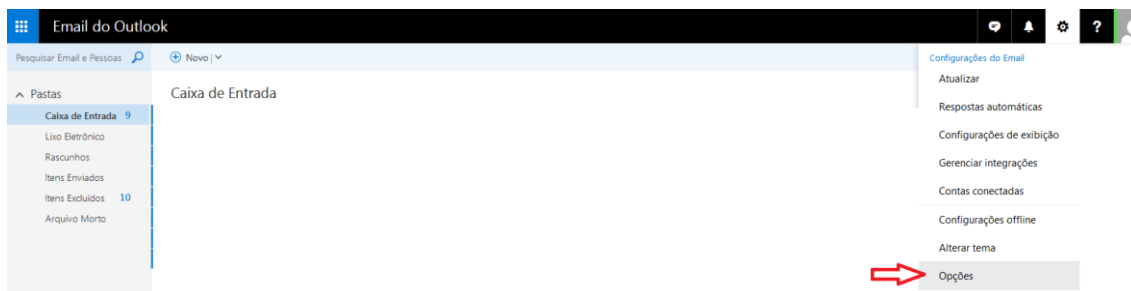 Email do Outlook
?
Pesquisar Email e Pessoas
Novo |
Configurações do Email
Atualizar
Pastas
Caixa de Entrada
Respostas automáticas
Caixa de Entrada 9
Lixo Eletrônico
Configurações de exibição
Rascunhos
Gerenciar integrações
Itens Enviados
Itens Excluídos 10
Contas conectadas
Arquivo Morto
Configurações offline
Alterar tema
Opções